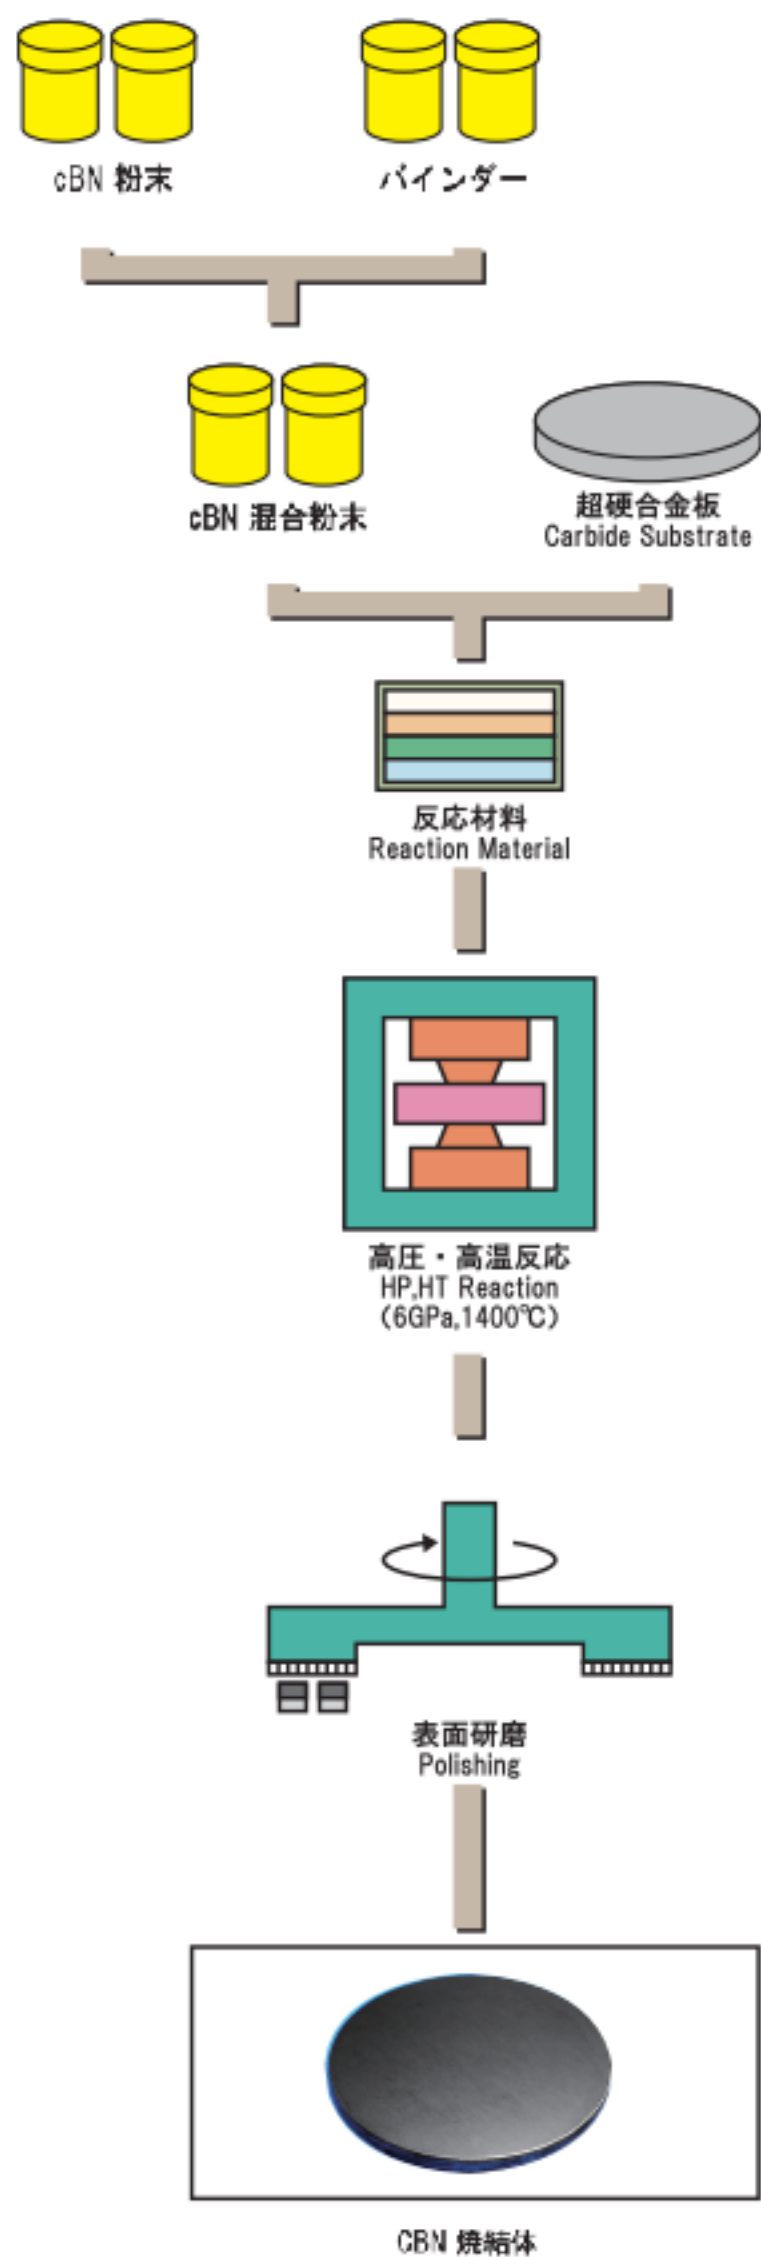 cBN 粉末
バインダー
cBN 混合粉末
超硬合金板
Carbide Substrate
反応材料
Reaction Material
高圧・高温反応
HP,HT Reaction
(6GPa,1400℃)
表面研磨
Polishing
CBN 焼結体